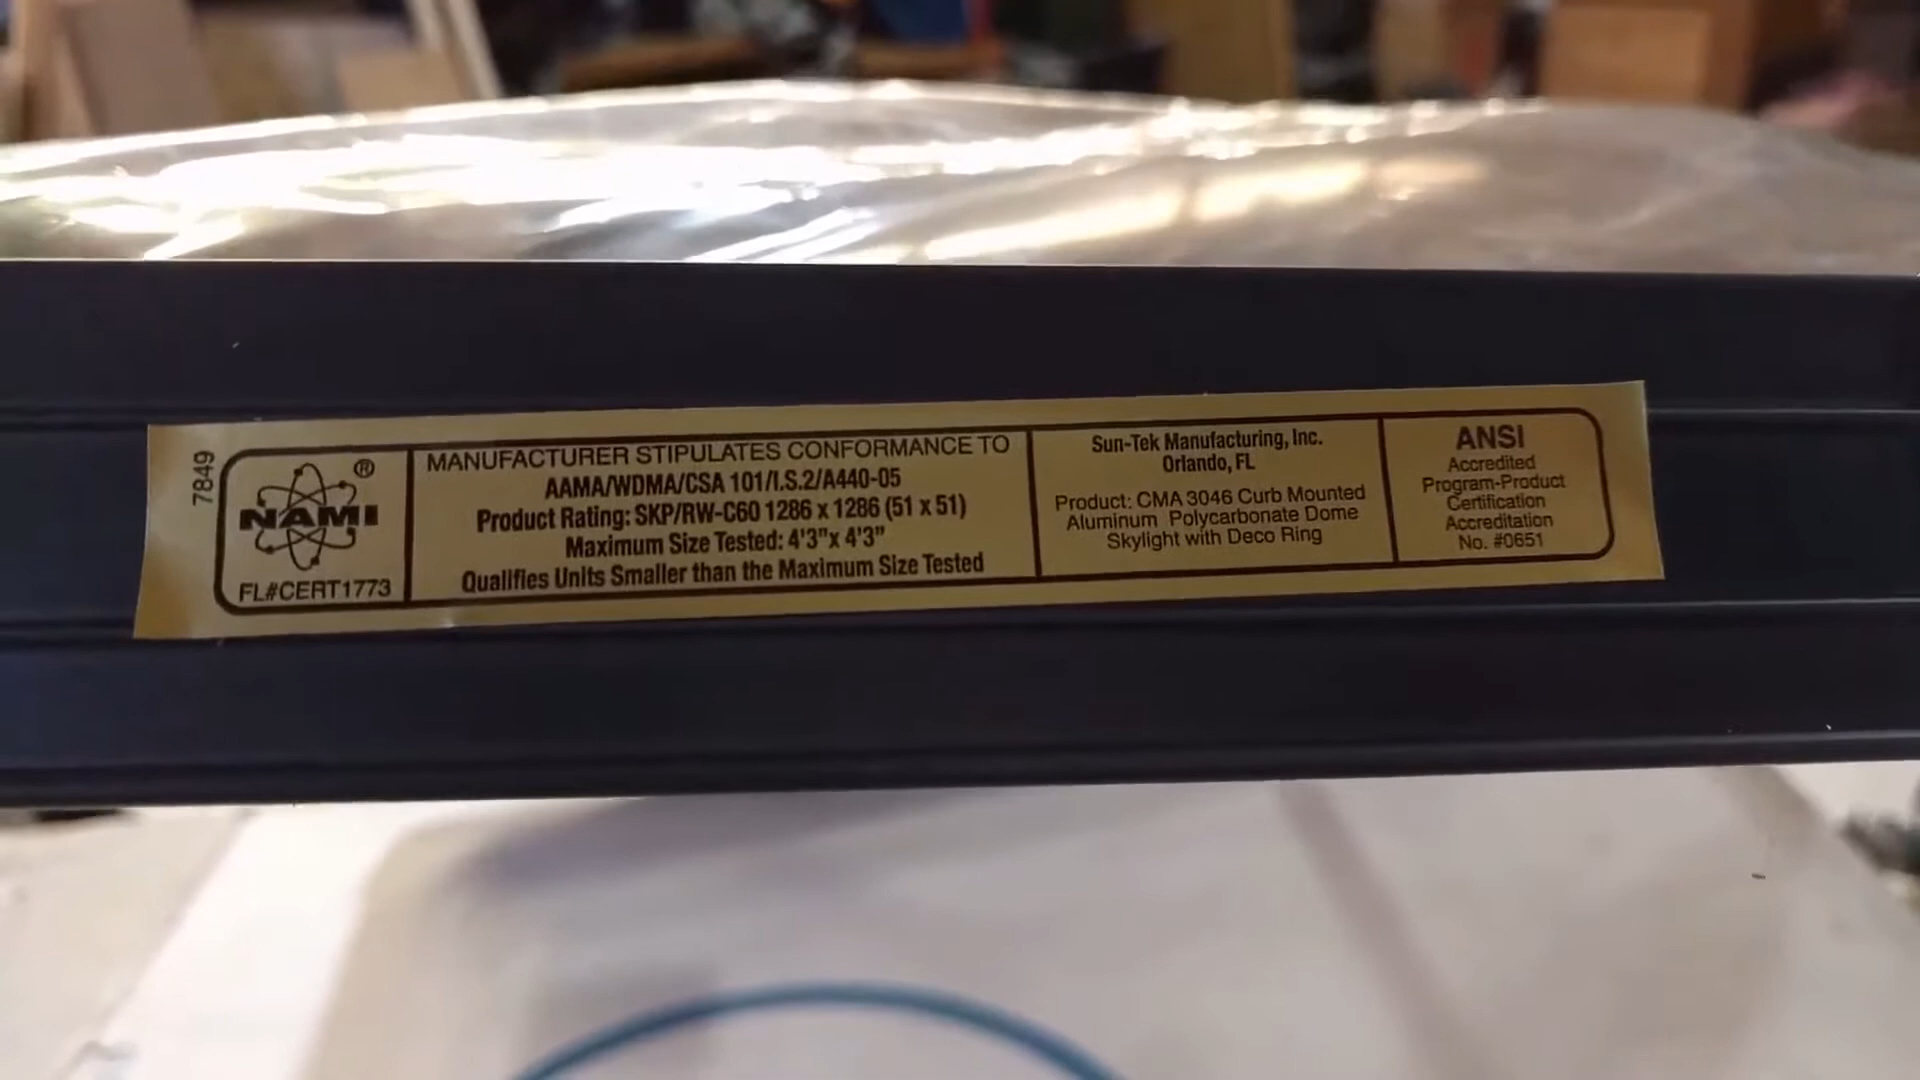 7849
®
NAMI
FL#CERT1773
MANUFACTURER STIPULATES CONFORMANCE TO
AAMA/WDMA/CSA 101/I.S.2/A440-05
Product Rating: SKP/RW-C60 1286 x 1286 (51 x 51)
Maximum Size Tested: 4'3"x 4'3"
Qualifies Units Smaller than the Maximum Size Tested
Sun-Tek Manufacturing, Inc.
Orlando, FL
Product: CMA 3046 Curb Mounted
Aluminum Polycarbonate Dome
Skylight with Deco Ring
ANSI
Accredited
Program-Product
Certification
Accreditation
No. #0651